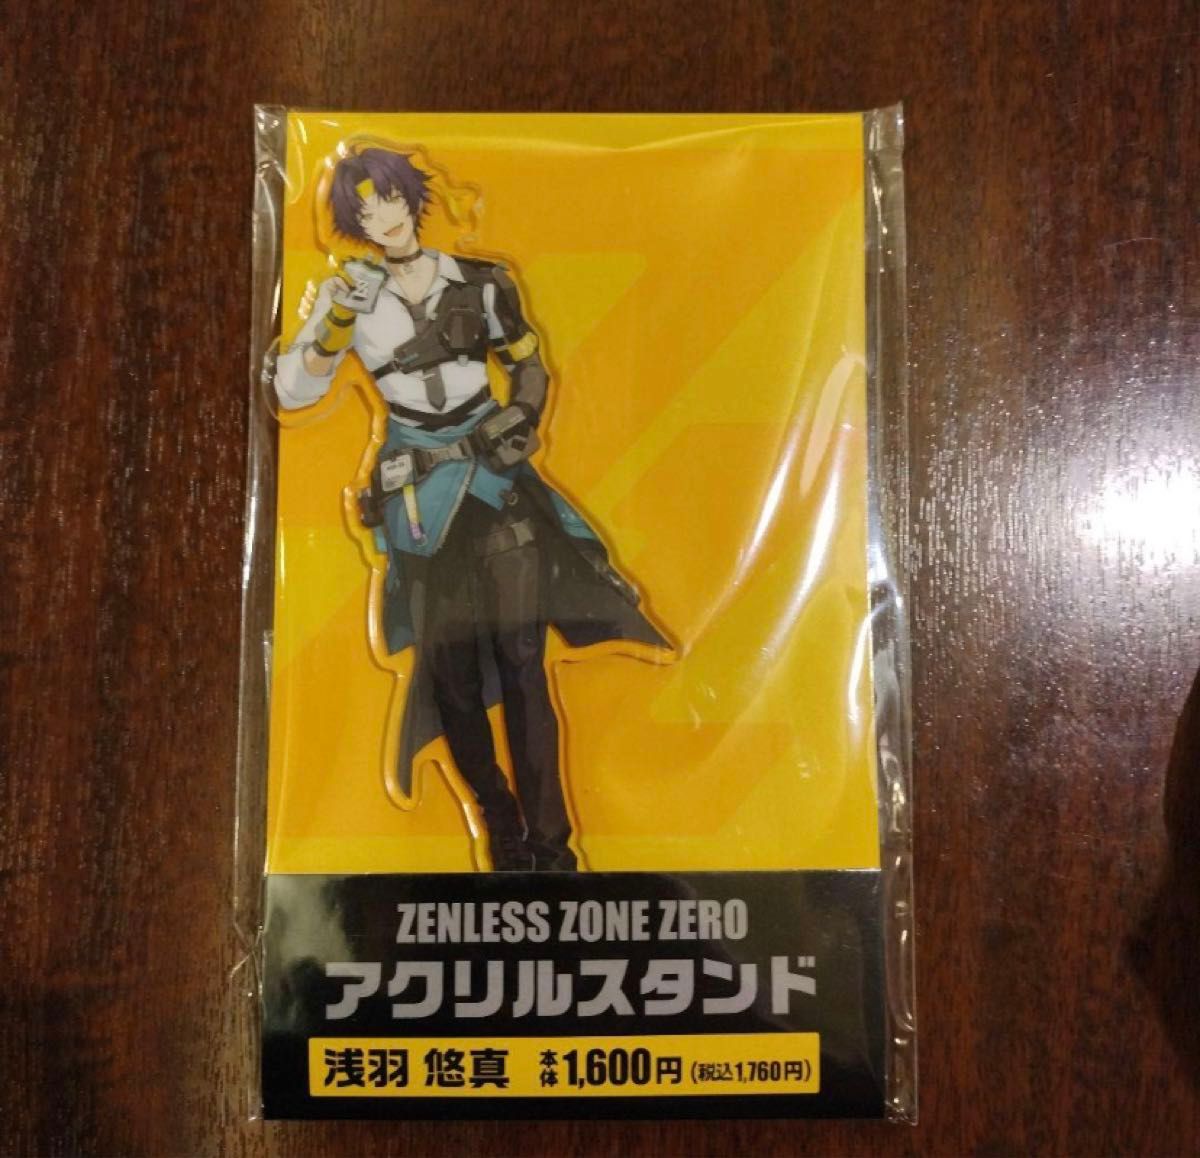 ZENLESS ZONE ZERO
アクリルスタンド
浅羽 悠真 本体1,600円(税込1,760円)